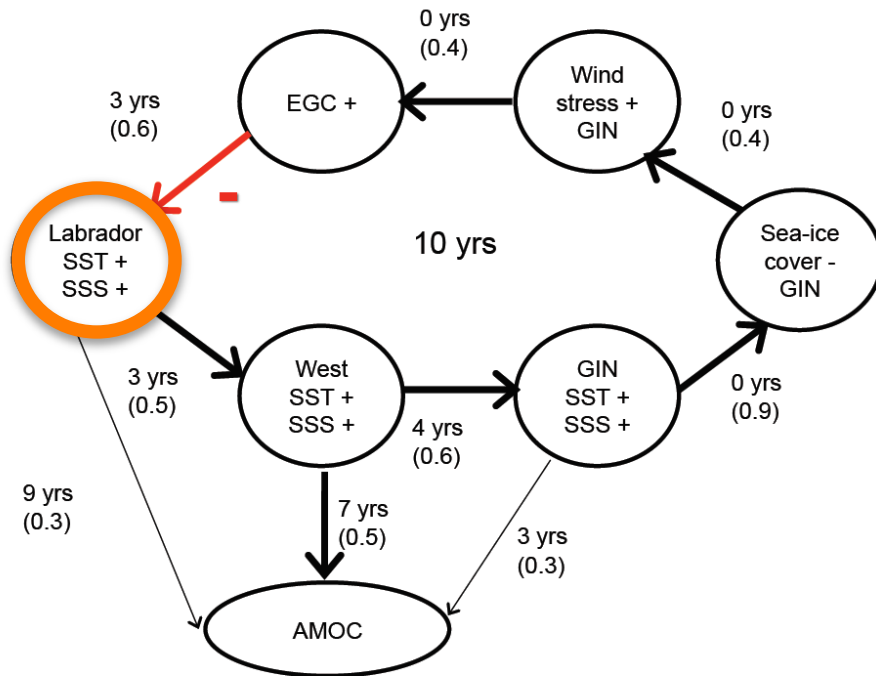 0 yrs
(0.4)
EGC +
Wind
stress +
GIN
3 yrs
(0.6)
-
0 yrs
(0.4)
Labrador
SST +
SSS +
10 yrs
Sea-ice
cover -
GIN
3 yrs
(0.5)
West
SST +
SSS +
4 yrs
(0.6)
GIN
SST +
SSS +
0 yrs
(0.9)
9 yrs
(0.3)
7 yrs
(0.5)
3 yrs
(0.3)
AMOC